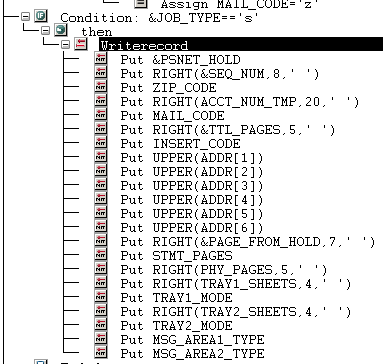 Assign MAIL_CODE='z'
Condition: &JOB_TYPE=='s'
then
Writerecord
Put &PSNET_HOLD
Put RIGHT(&SEQ_NUM,8,' ')
Put ZIP_CODE
Put RIGHT(ACCT_NUM_TMP,20,' ')
Put MAIL_CODE
Put RIGHT(&TTL_PAGES,5,' ')
Put INSERT_CODE
Put UPPER(ADDR[1])
Put UPPER(ADDR[2])
Put UPPER(ADDR[3])
Put UPPER(ADDR[4])
Put UPPER(ADDR[5])
Put UPPER(ADDR[6])
Put RIGHT(&PAGE_FROM_HOLD,7,' ')
Put STMT_PAGES
Put RIGHT(PHY_PAGES,5,' ')
Put RIGHT(TRAY1_SHEETS,4,' ')
Put TRAY1_MODE
Put RIGHT(TRAY2_SHEETS,4,' ')
Put TRAY2_MODE
Put MSG_AREA1_TYPE
Put MSG_AREA2_TYPE